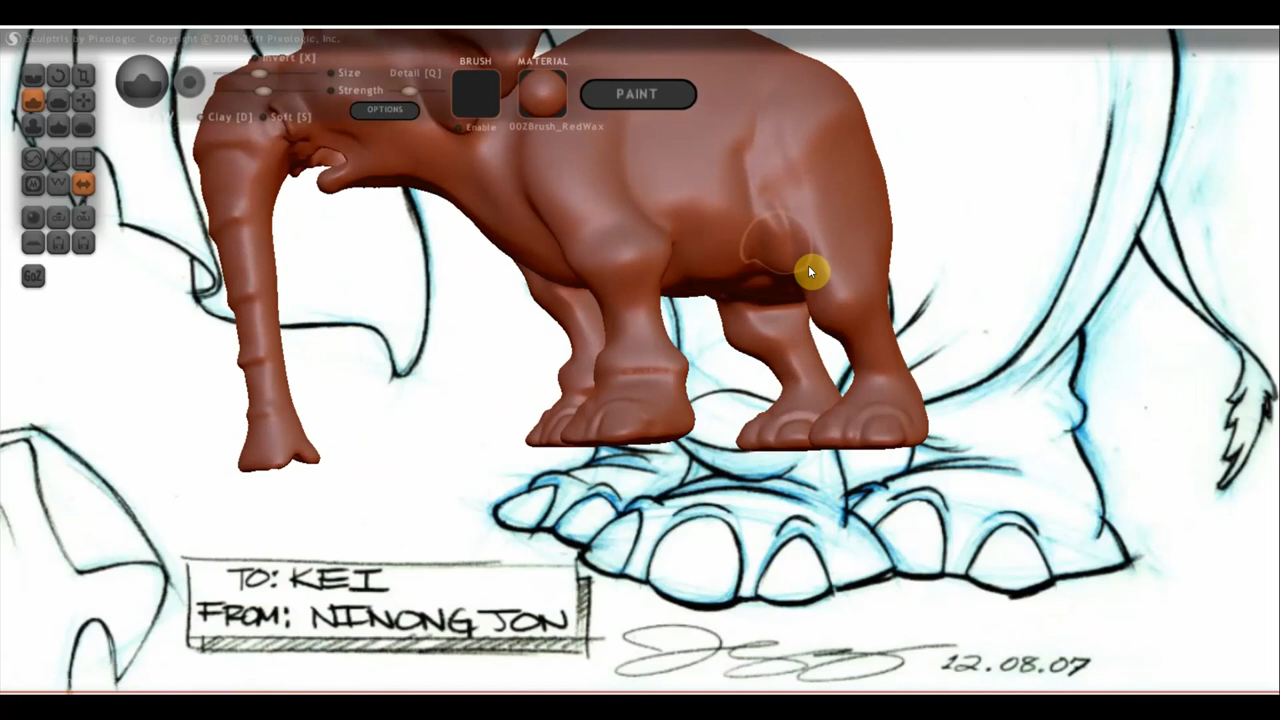 Sculptris by Pixologic Copyright © 2009-2011 Pixologic, Inc.
Invert [X]
Size
Detail [Q]
Strength
Clay [D]
Soft [S]
OPTIONS
BRUSH
Enable
MATERIAL
00ZBrush_RedWax
PAINT
GoZ
TO: KEI
FROM: NINONG JON
12.08.07